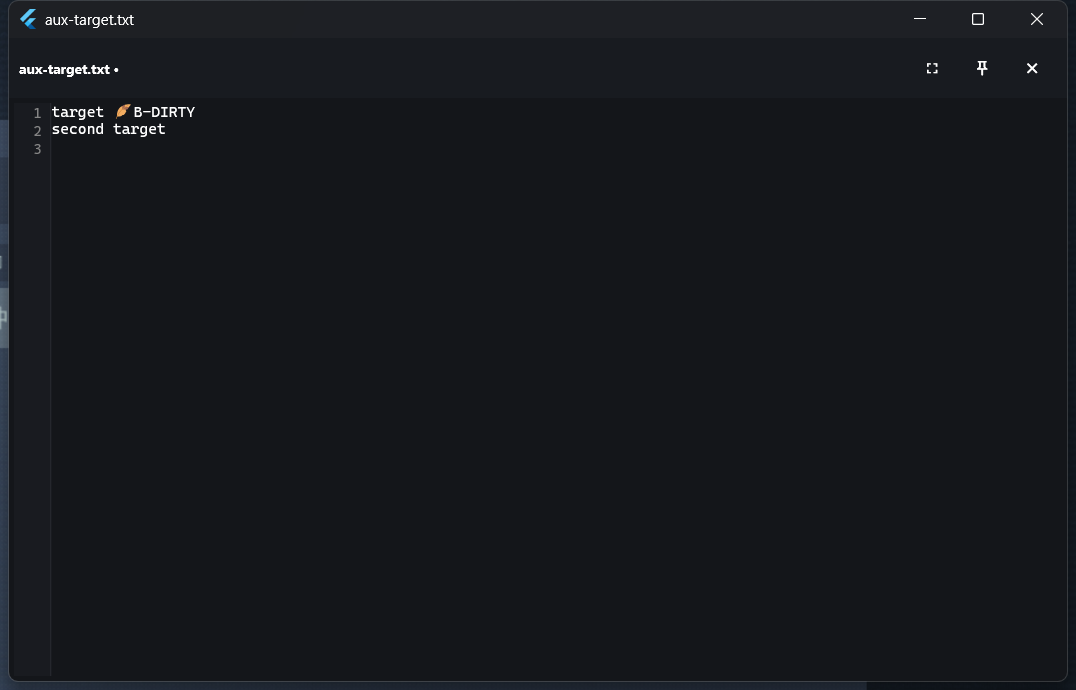 aux-target.txt
aux-target.txt •
1 target 🪶B-DIRTY
2 second target
3